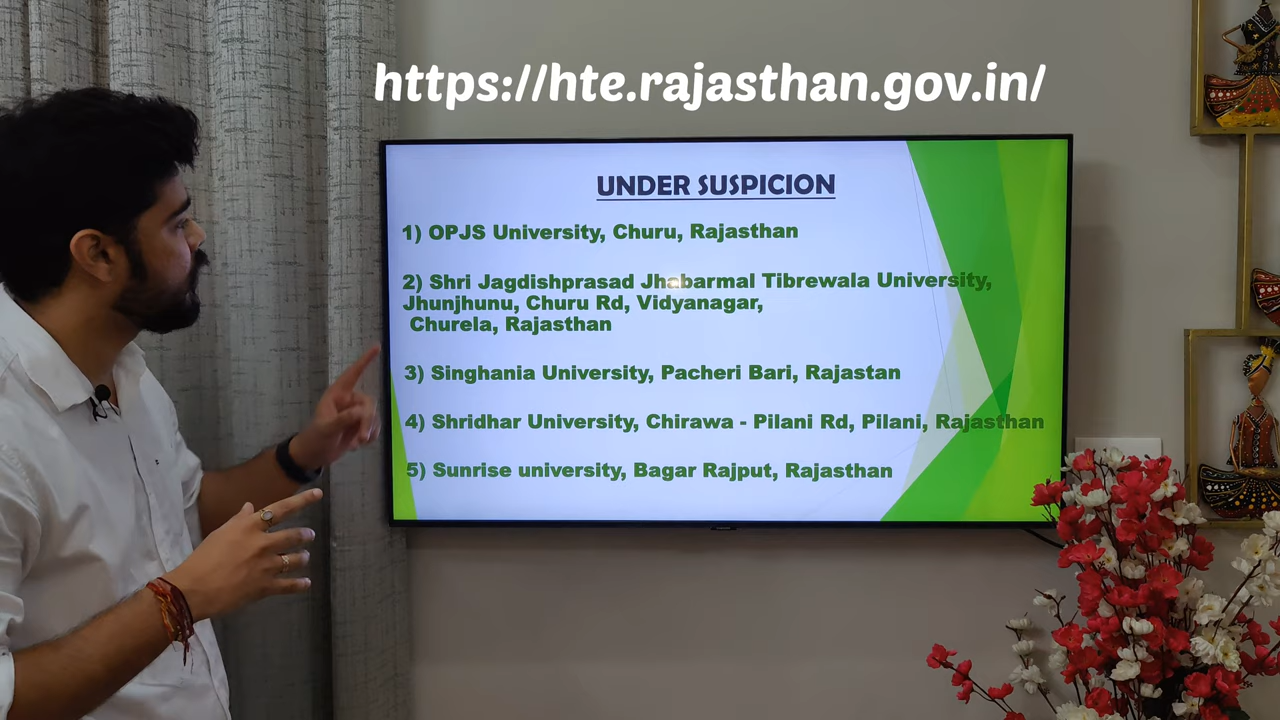 https://hte.rajasthan.gov.in/
UNDER SUSPICION
1) OPJS University, Churu, Rajasthan
2) Shri Jagdishprasad Jhabarmal Tibrewala University,
Jhunjhunu, Churu Rd, Vidyanagar,
Churela, Rajasthan
3) Singhania University, Pacheri Bari, Rajastan
4) Shridhar University, Chirawa - Pilani Rd, Pilani, Rajasthan
5) Sunrise university, Bagar Rajput, Rajasthan